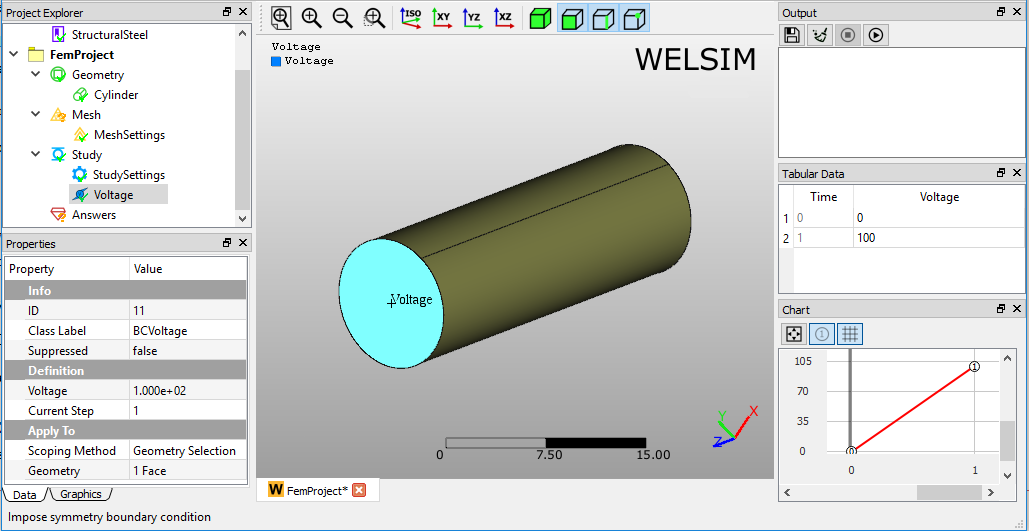 Project Explorer
StructuralSteel
FemProject
Geometry
Cylinder
Mesh
MeshSettings
Study
StudySettings
Voltage
Answers
Properties
Property Value
Info
ID 11
Class Label BCVoltage
Suppressed false
Definition
Voltage 1.000e+02
Current Step 1
Apply To
Scoping Method Geometry Selection
Geometry 1 Face
Data Graphics
Impose symmetry boundary condition
ISO XY YZ XZ
Voltage
Voltage
WELSIM
Voltage
X
Y
Z
0 7.50 15.00
FemProject*
Output
Tabular Data
Time Voltage
1 0 0
2 1 100
Chart
1
105
70
35
0
0 1
0 1